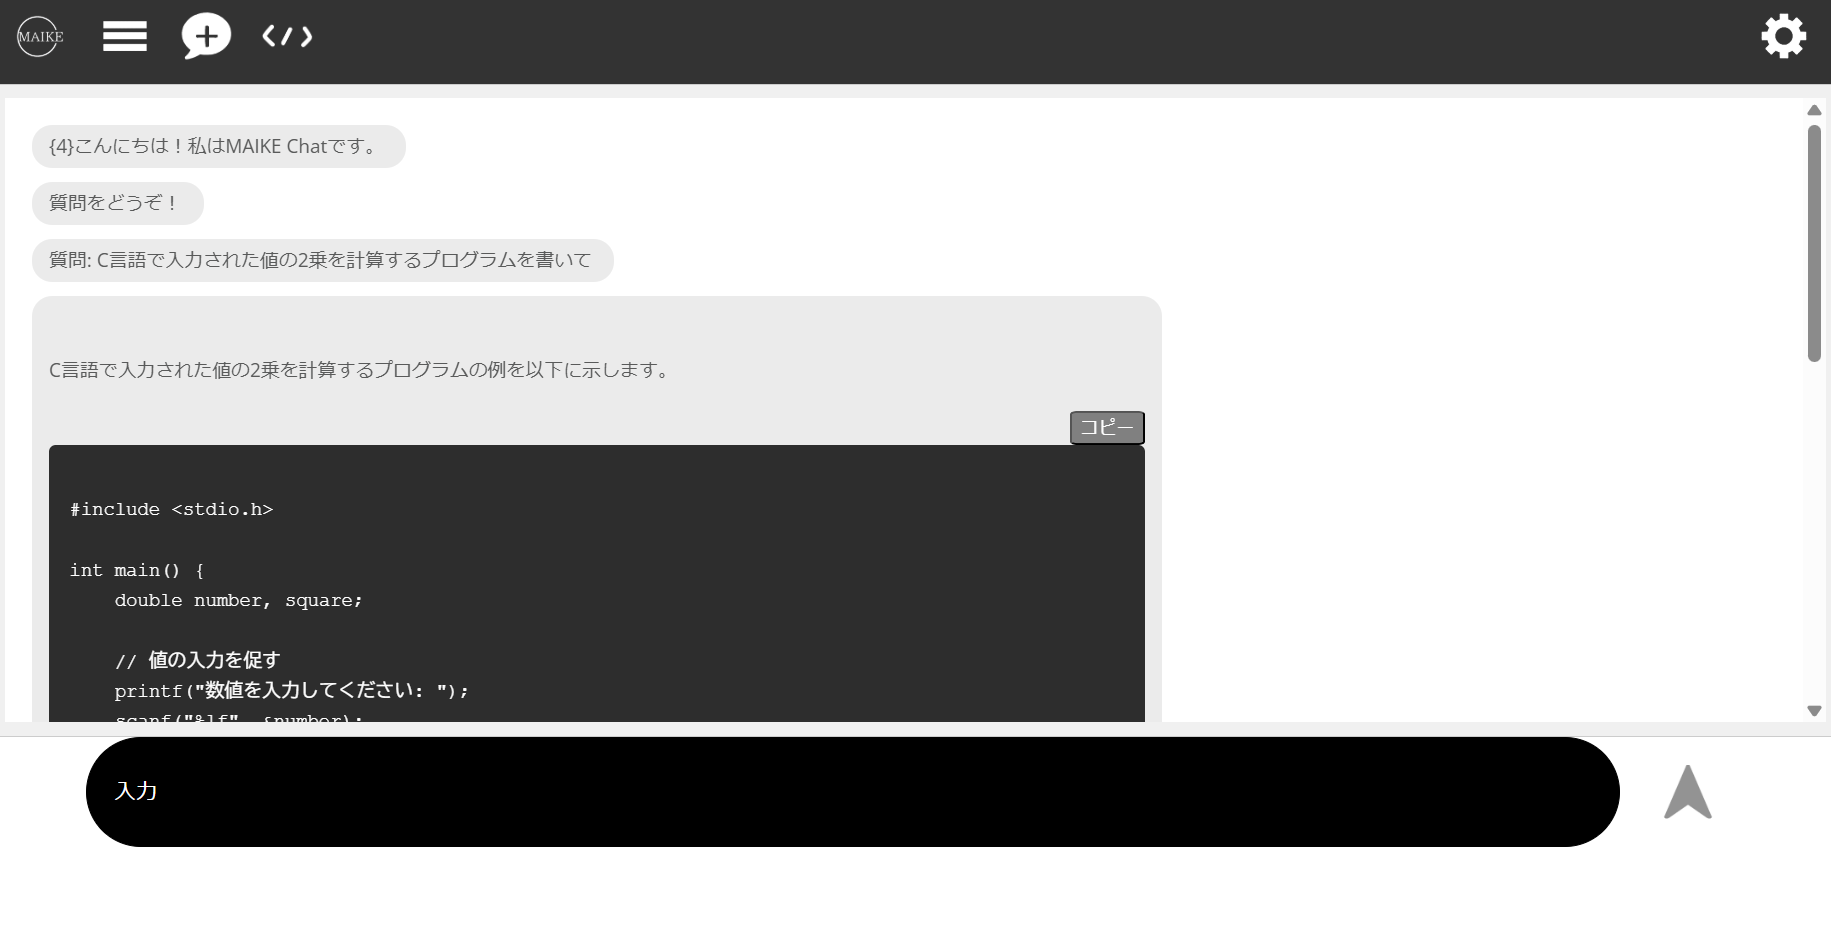 MAIKE
{4}こんにちは！私はMAIKE Chatです。
質問をどうぞ！
質問: C言語で入力された値の2乗を計算するプログラムを書いて
C言語で入力された値の2乗を計算するプログラムの例を以下に示します。
コピー
#include <stdio.h>
int main() {
double number, square;
// 値の入力を促す
printf("数値を入力してください: ");
scanf("%lf", &number);
入力